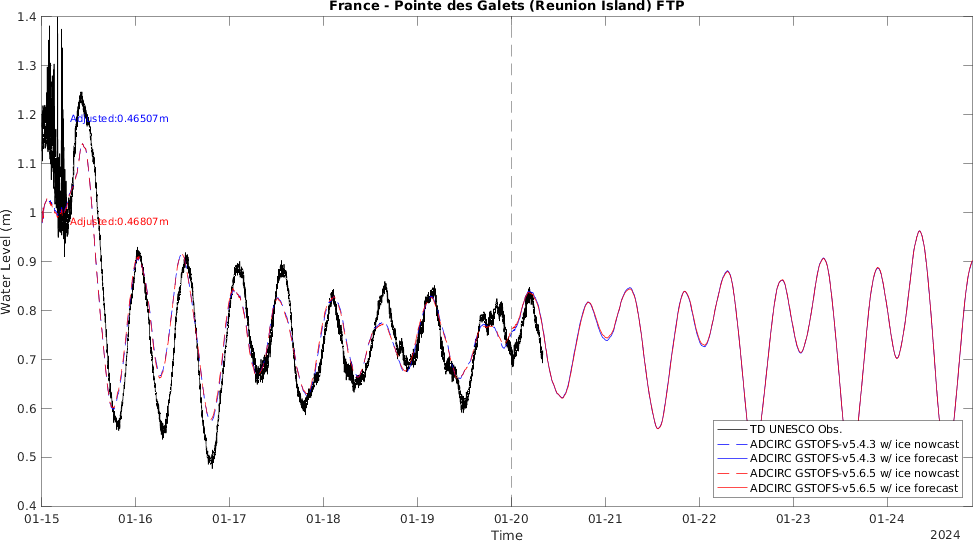 France - Pointe des Galets (Reunion Island) FTP
1.4
1.3
1.2
1.1
1
0.9
0.8
0.7
0.6
0.5
0.4
Water Level (m)
Adjusted:0.46507m
Adjusted:0.46807m
TD UNESCO Obs.
ADCIRC GSTOFS-v5.4.3 w/ ice nowcast
ADCIRC GSTOFS-v5.4.3 w/ ice forecast
ADCIRC GSTOFS-v5.6.5 w/ ice nowcast
ADCIRC GSTOFS-v5.6.5 w/ ice forecast
01-15 01-16 01-17 01-18 01-19 01-20 01-21 01-22 01-23 01-24
Time
2024